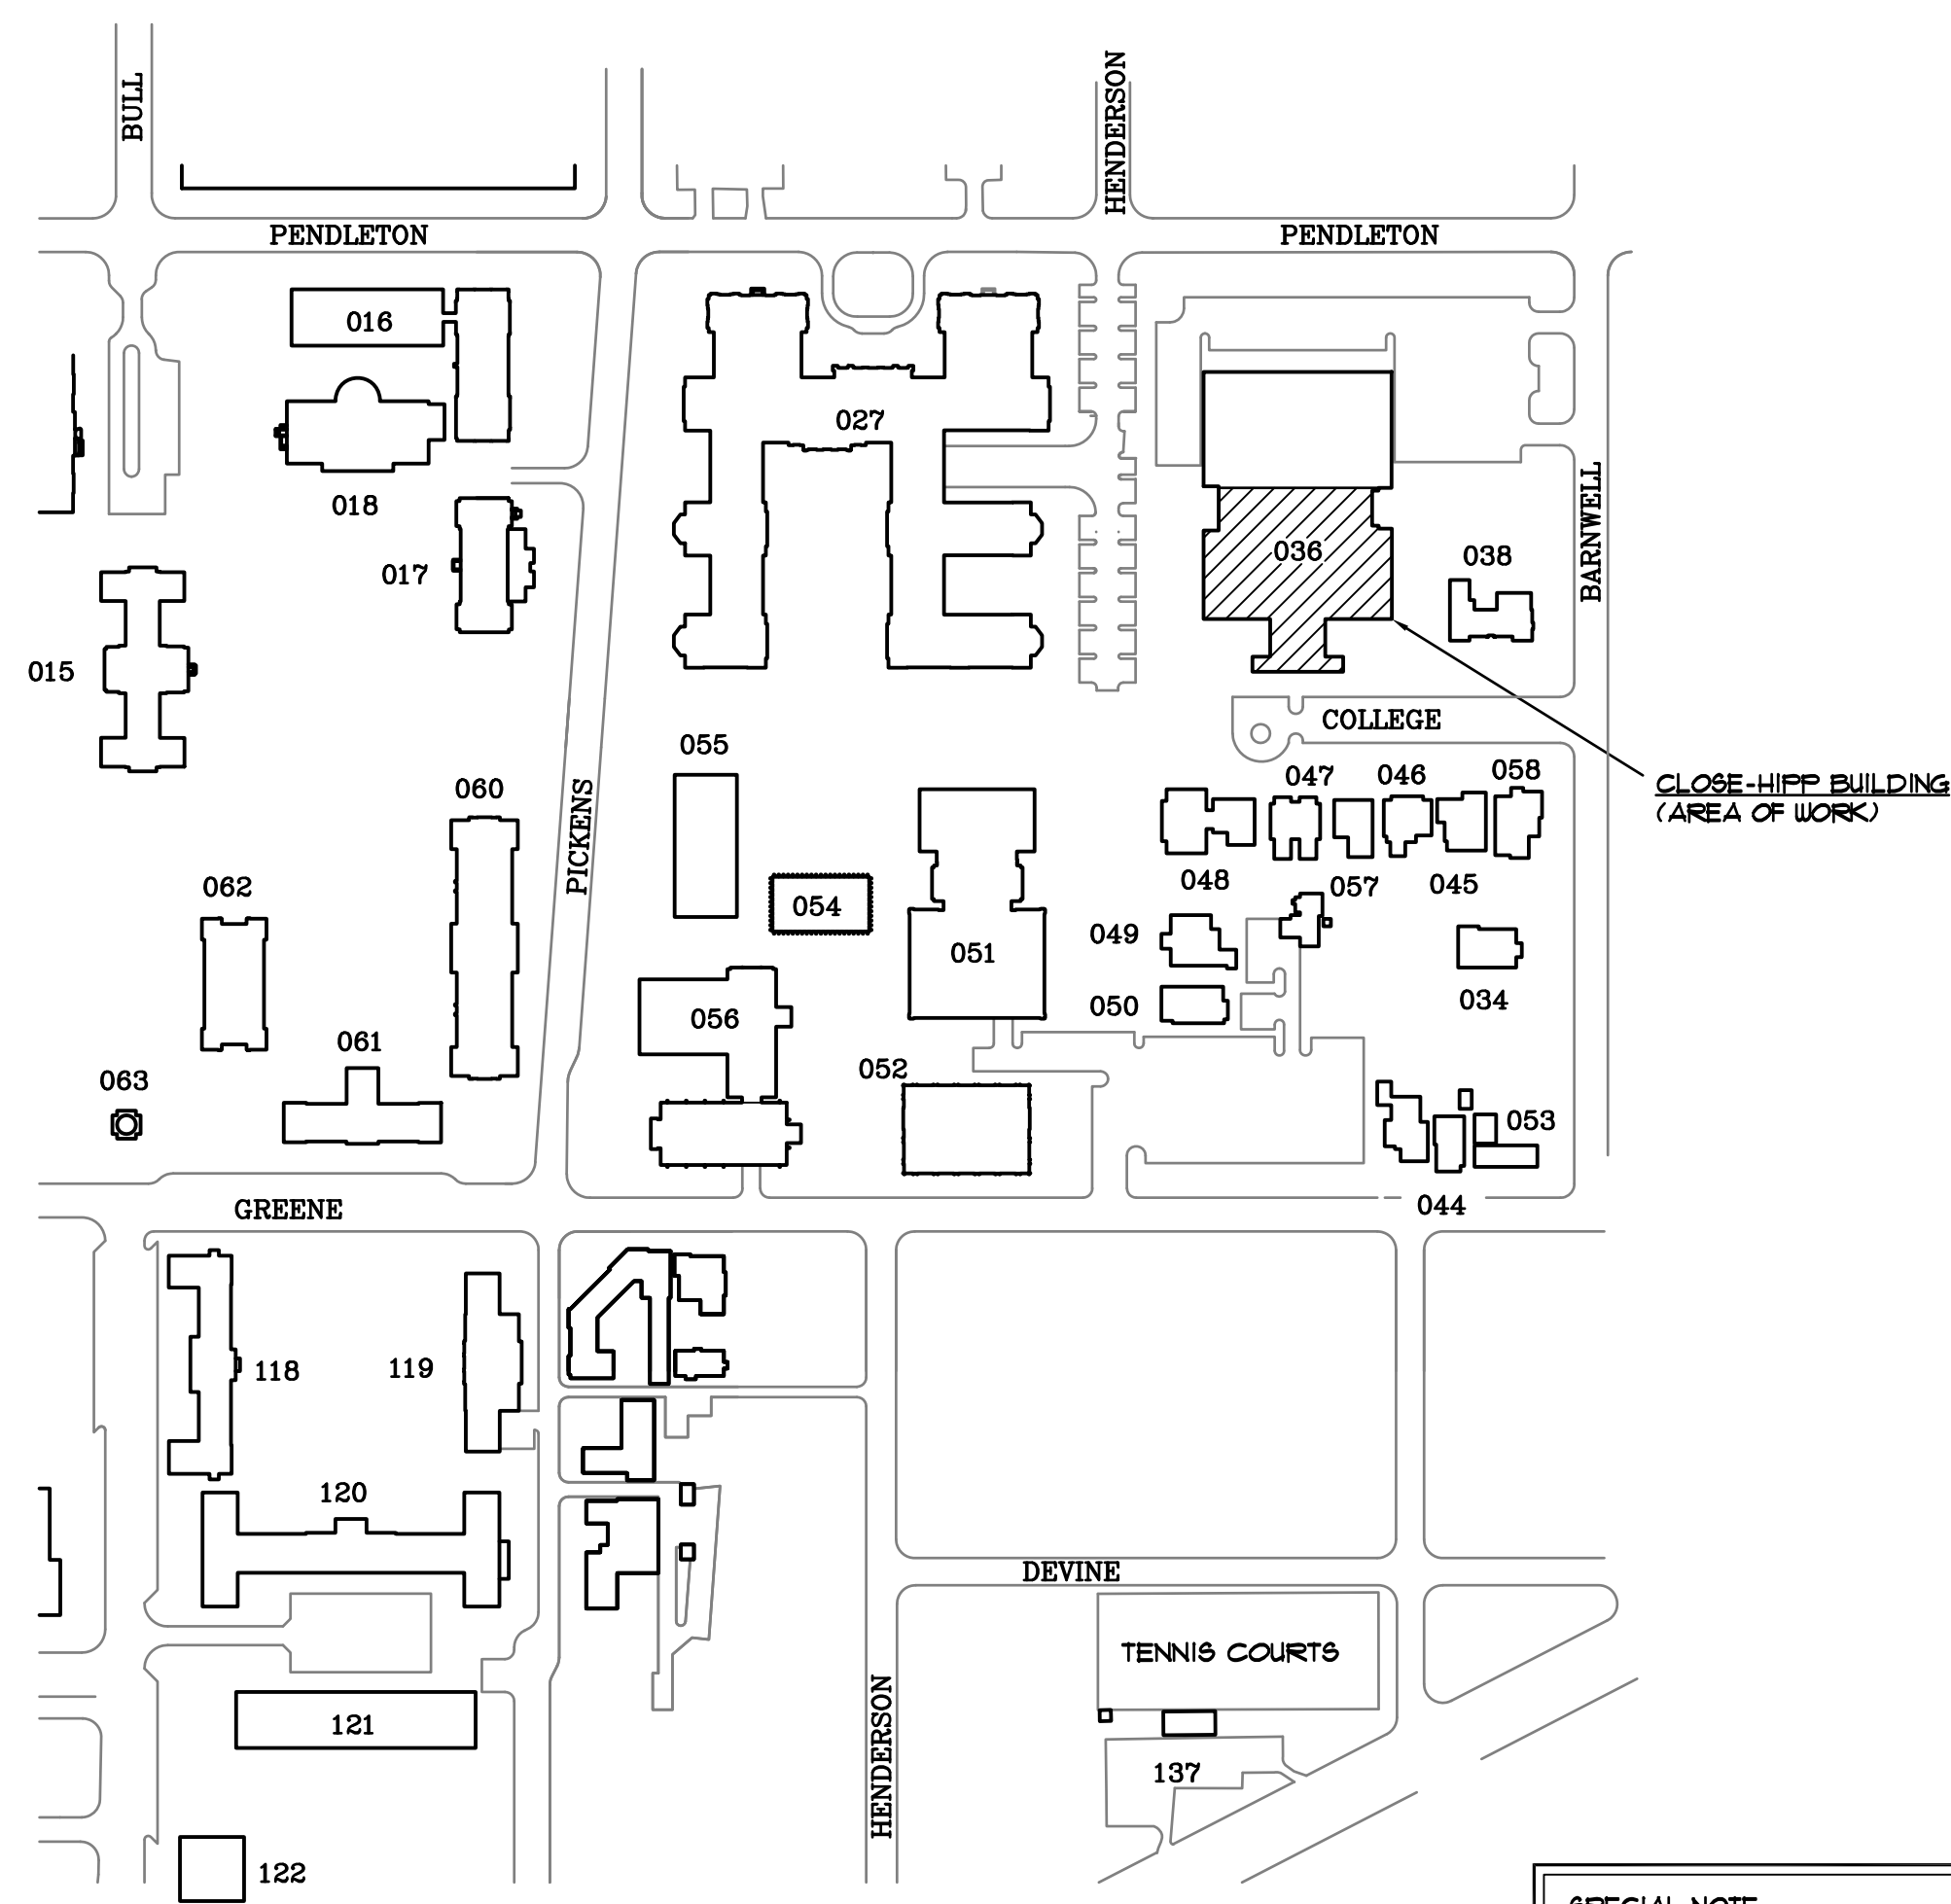 BULL
HENDERSON
PENDLETON
PENDLETON
016
027
018
036
038
017
BARNWELL
015
COLLEGE
055
047
046
058
060
CLOSE-HIPP BUILDING
(AREA OF WORK)
PICKENS
062
054
048
057
045
049
051
034
050
056
061
052
063
053
044
GREENE
118
119
120
DEVINE
TENNIS COURTS
HENDERSON
121
137
122
SPECIAL NOTE